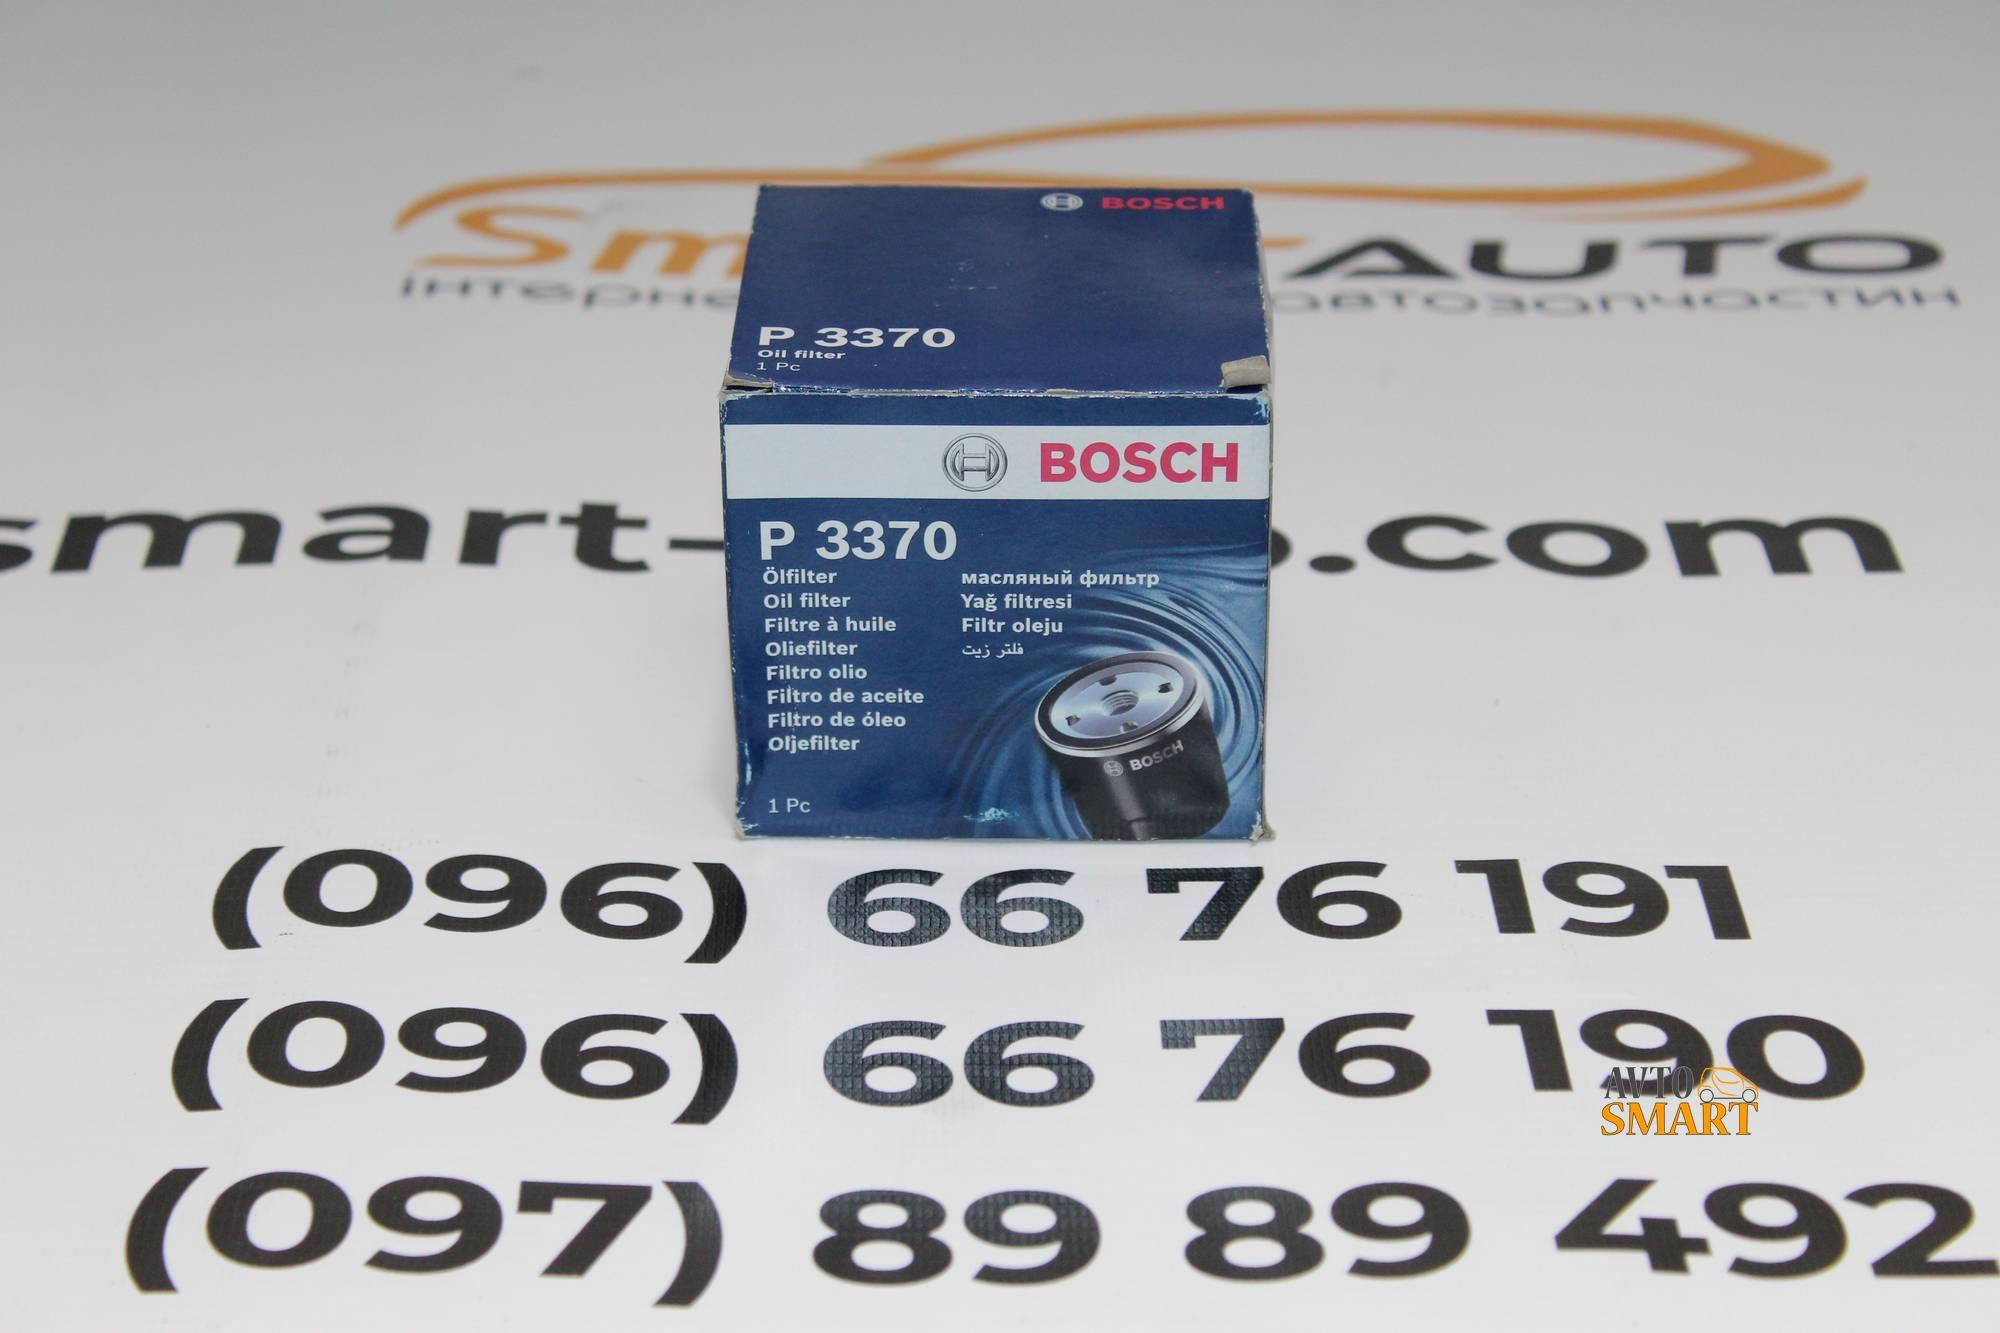 BOSCH
AUTO
P 3370
Oil filter
1 Pc
BOSCH
P 3370
Ölfilter
Oil filter
Filtre à huile
Oliefilter
Filtro olio
Filtro de aceite
Filtro de óleo
Oljefilter
масляный фильтр
Yağ filtresi
Filtr oleju
فلتر زيت
BOSCH
1 Pc
smart- .com
(096) 66 76 191
(096) 66 76 190
(097) 89 89 492
AVTO
SMART